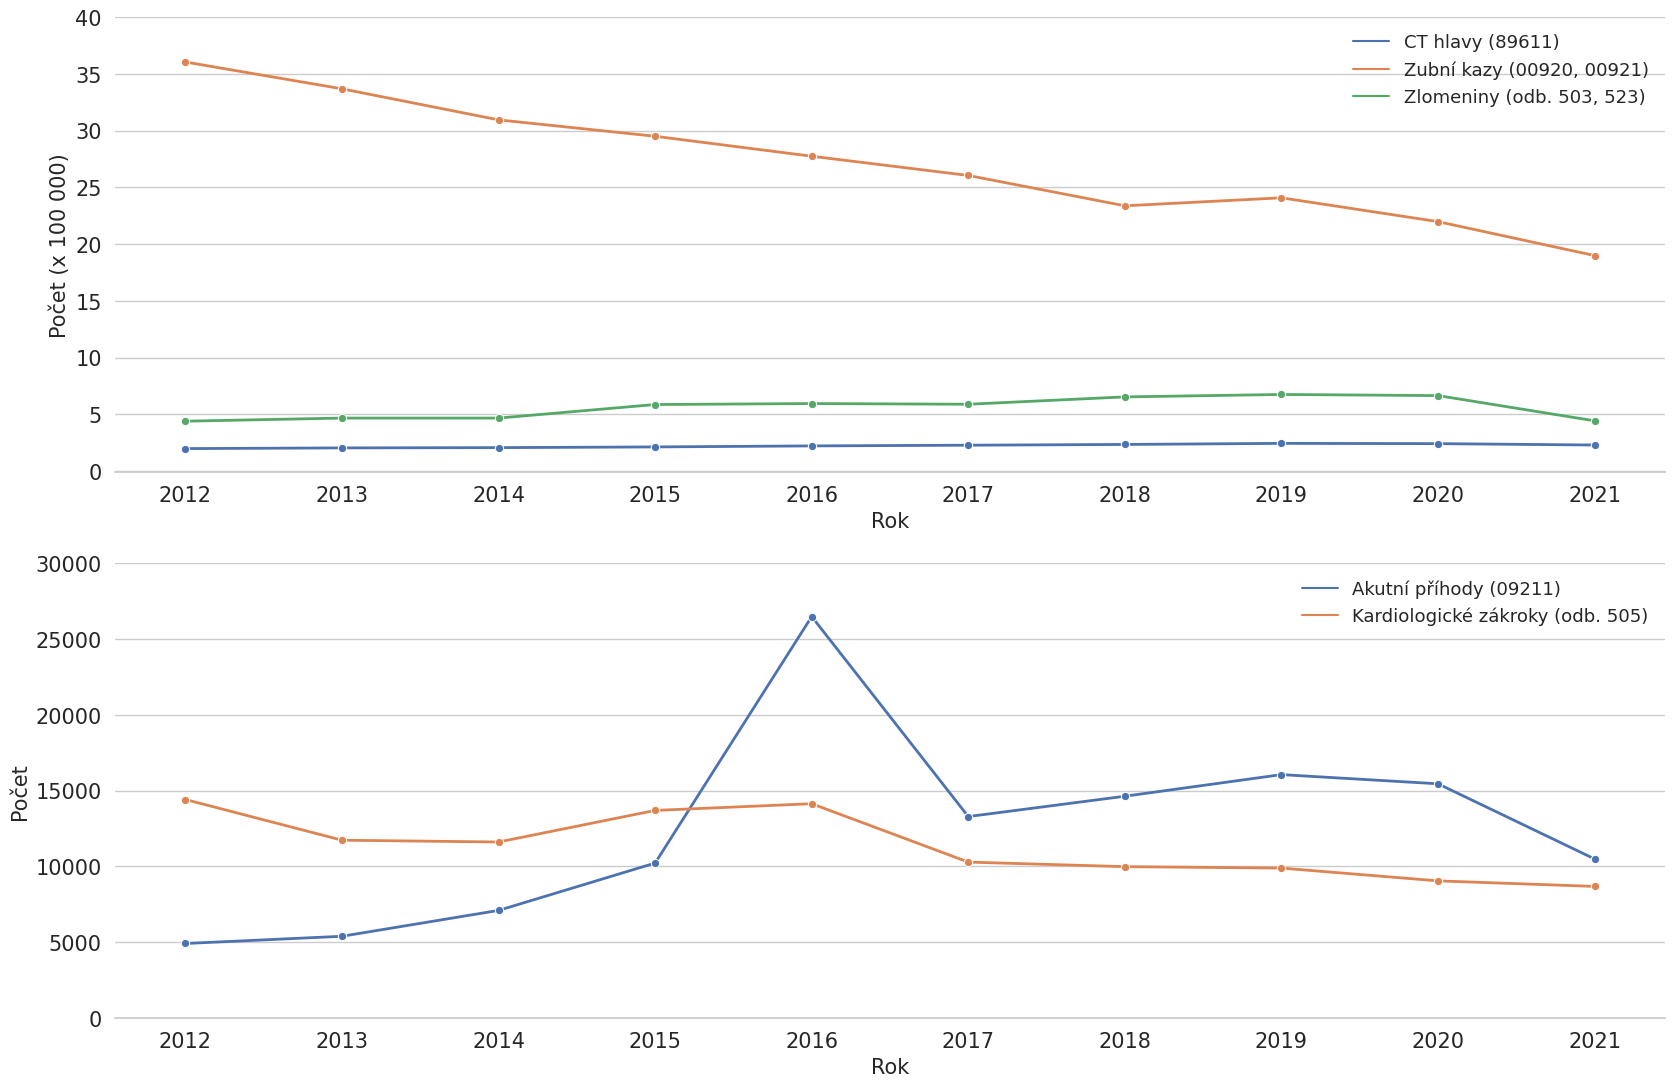 40
35
30
25
20
15
10
5
0
Počet (x 100 000)
CT hlavy (89611)
Zubní kazy (00920, 00921)
Zlomeniny (odb. 503, 523)
2012 2013 2014 2015 2016 2017 2018 2019 2020 2021
Rok
30000
25000
20000
15000
10000
5000
0
Počet
Akutní příhody (09211)
Kardiologické zákroky (odb. 505)
2012 2013 2014 2015 2016 2017 2018 2019 2020 2021
Rok